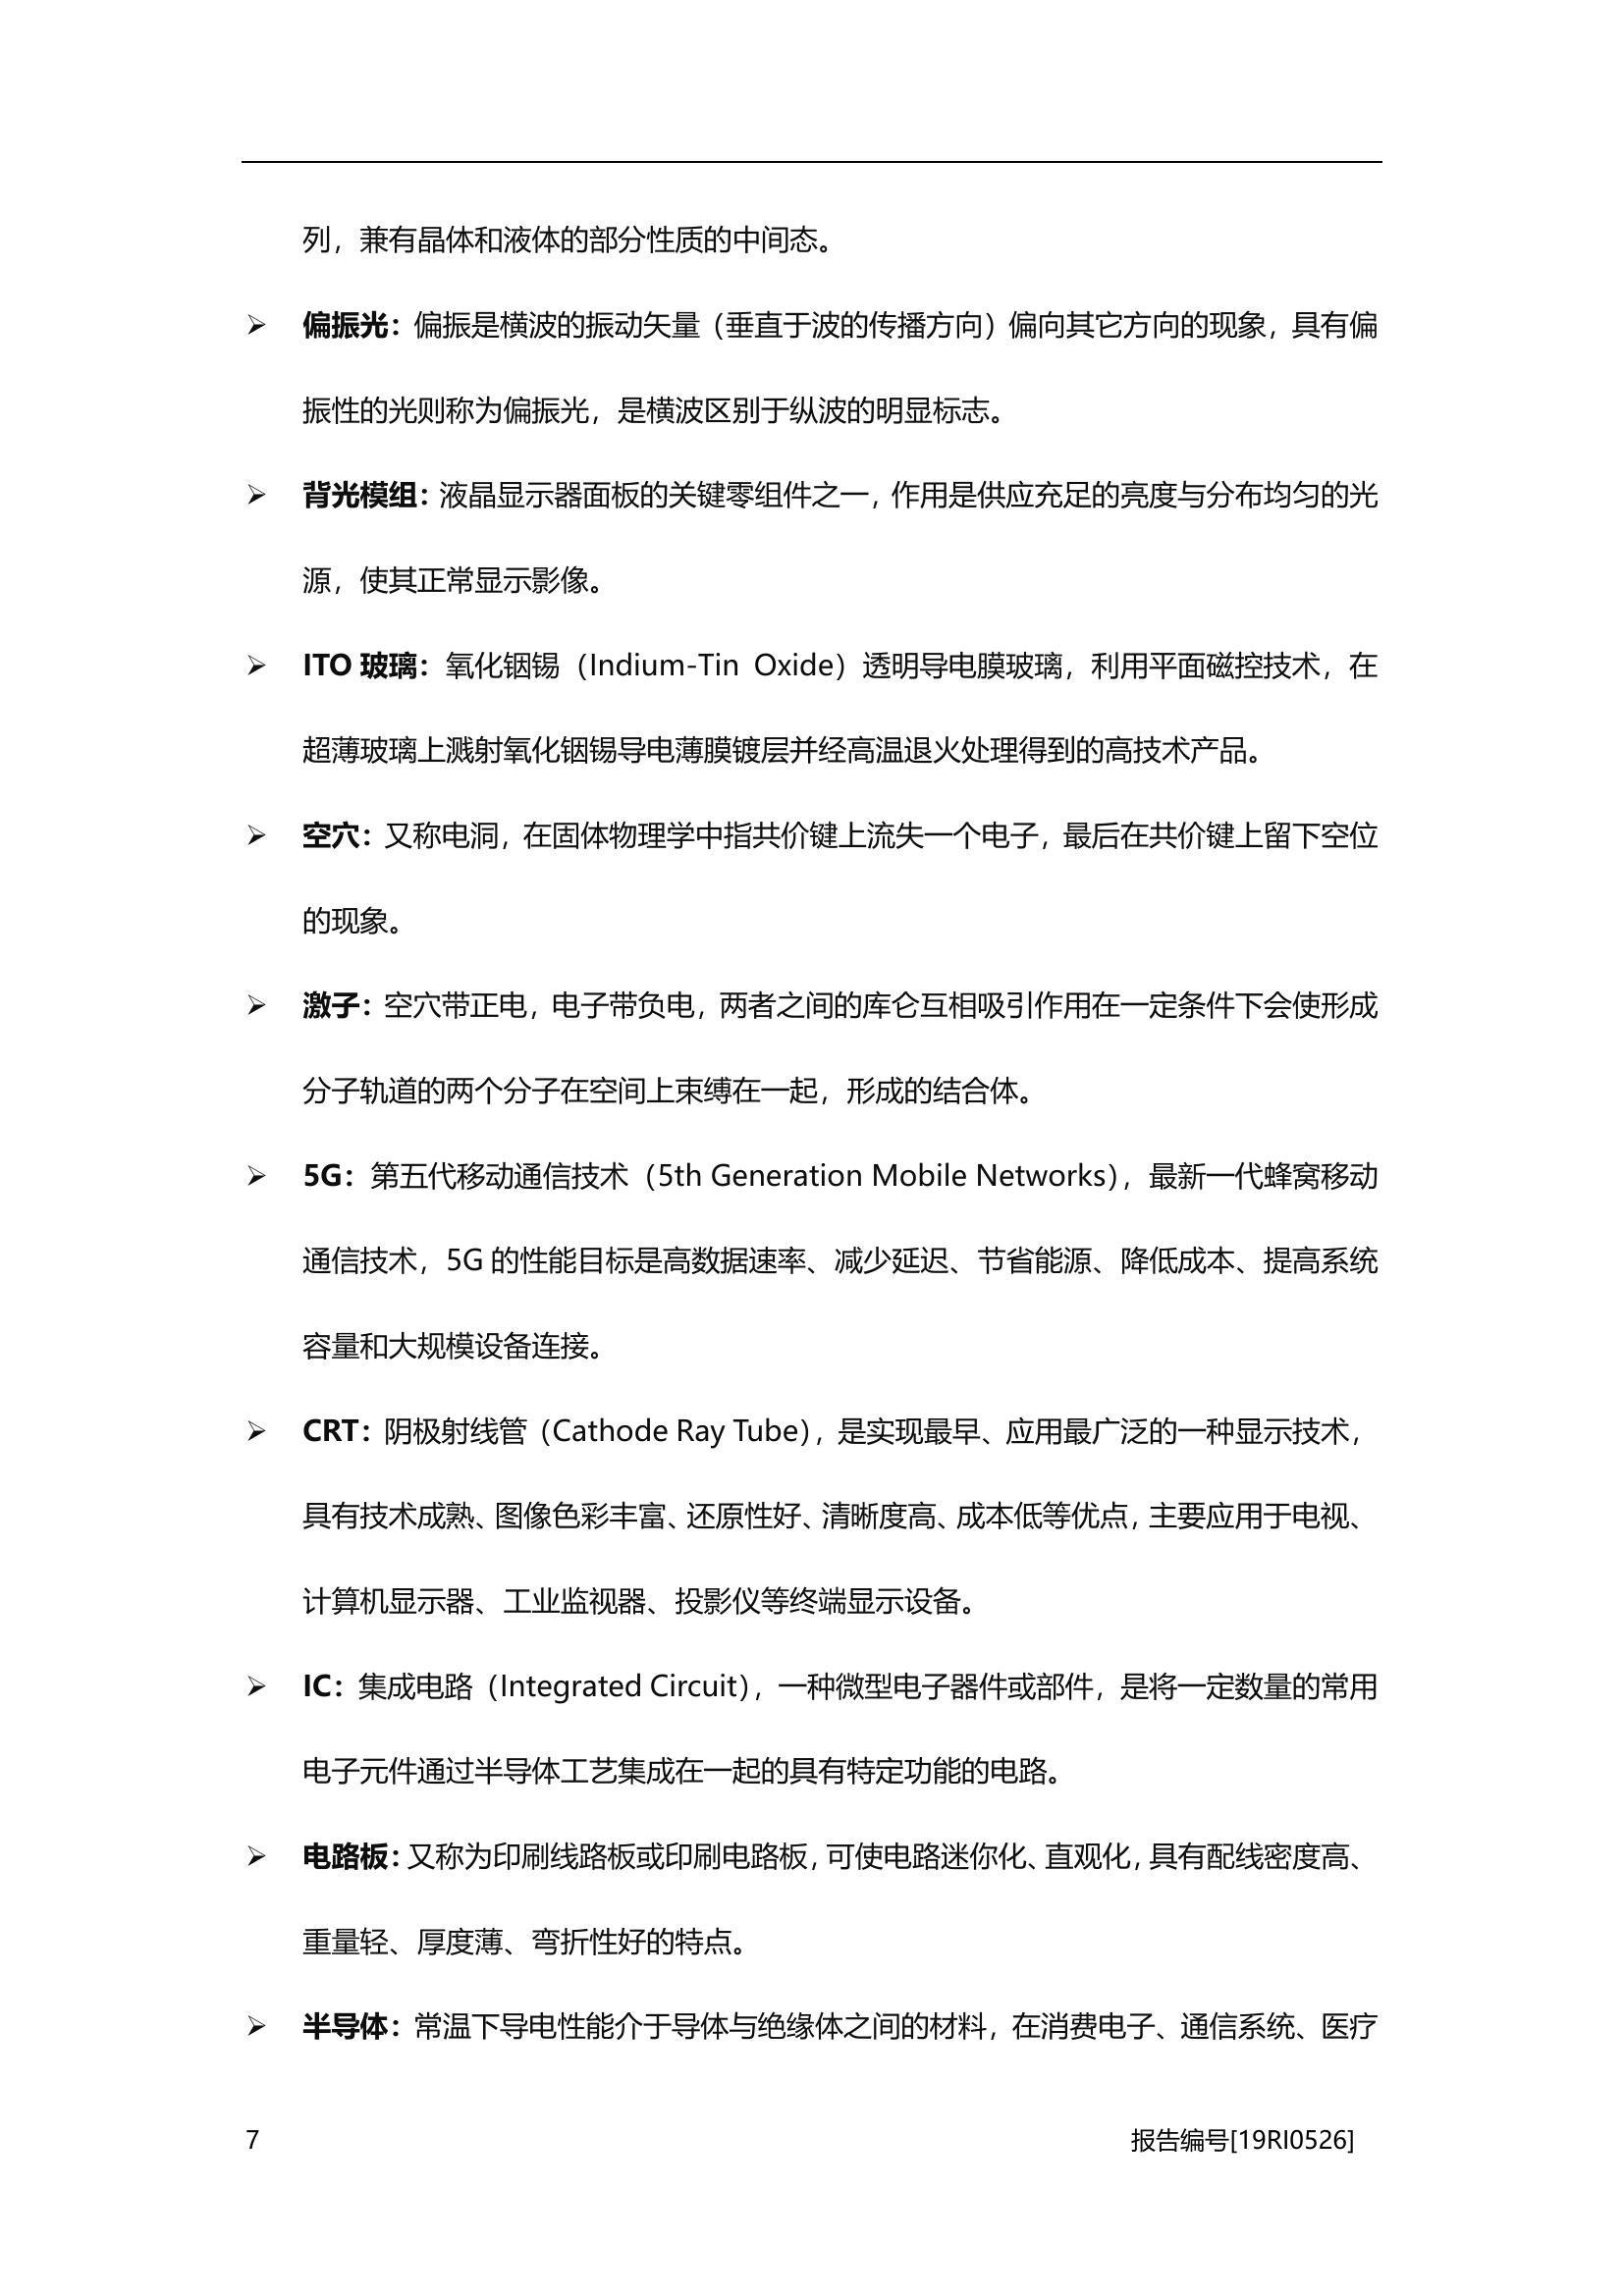 列，兼有晶体和液体的部分性质的中间态。
➢ 偏振光：偏振是横波的振动矢量（垂直于波的传播方向）偏向其它方向的现象，具有偏
振性的光则称为偏振光，是横波区别于纵波的明显标志。
➢ 背光模组：液晶显示器面板的关键零组件之一，作用是供应充足的亮度与分布均匀的光
源，使其正常显示影像。
➢ ITO 玻璃：氧化铟锡（Indium-Tin Oxide）透明导电膜玻璃，利用平面磁控技术，在
超薄玻璃上溅射氧化铟锡导电薄膜镀层并经高温退火处理得到的高技术产品。
➢ 空穴：又称电洞，在固体物理学中指共价键上流失一个电子，最后在共价键上留下空位
的现象。
➢ 激子：空穴带正电，电子带负电，两者之间的库仑互相吸引作用在一定条件下会使形成
分子轨道的两个分子在空间上束缚在一起，形成的结合体。
➢ 5G：第五代移动通信技术（5th Generation Mobile Networks），最新一代蜂窝移动
通信技术，5G 的性能目标是高数据速率、减少延迟、节省能源、降低成本、提高系统
容量和大规模设备连接。
➢ CRT：阴极射线管（Cathode Ray Tube），是实现最早、应用最广泛的一种显示技术，
具有技术成熟、图像色彩丰富、还原性好、清晰度高、成本低等优点，主要应用于电视、
计算机显示器、工业监视器、投影仪等终端显示设备。
➢ IC：集成电路（Integrated Circuit），一种微型电子器件或部件，是将一定数量的常用
电子元件通过半导体工艺集成在一起的具有特定功能的电路。
➢ 电路板：又称为印刷线路板或印刷电路板，可使电路迷你化、直观化，具有配线密度高、
重量轻、厚度薄、弯折性好的特点。
➢ 半导体：常温下导电性能介于导体与绝缘体之间的材料，在消费电子、通信系统、医疗
7 报告编号[19RI0526]